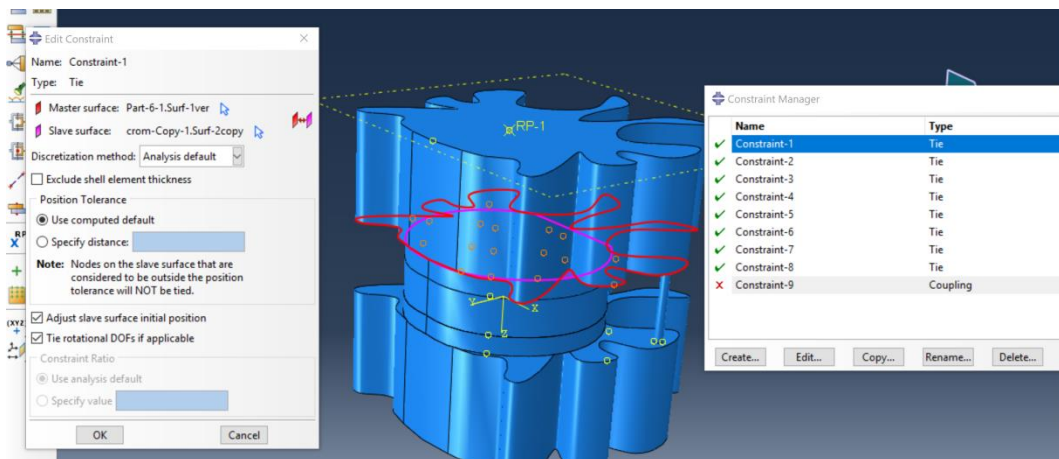 Edit Constraint
Name: Constraint-1
Type: Tie
Master surface: Part-6-1.Surf-1ver
Slave surface: crom-Copy-1.Surf-2copy
Discretization method: Analysis default
Exclude shell element thickness
Position Tolerance
Use computed default
Specify distance:
Note: Nodes on the slave surface that are
considered to be outside the position
tolerance will NOT be tied.
Adjust slave surface initial position
Tie rotational DOFs if applicable
Constraint Ratio
Use analysis default
Specify value
OK Cancel
RP
(XYZ)
RP-1
Y
X
Z
Constraint Manager
Name Type
Constraint-1 Tie
Constraint-2 Tie
Constraint-3 Tie
Constraint-4 Tie
Constraint-5 Tie
Constraint-6 Tie
Constraint-7 Tie
Constraint-8 Tie
Constraint-9 Coupling
Create... Edit... Copy... Rename... Delete...